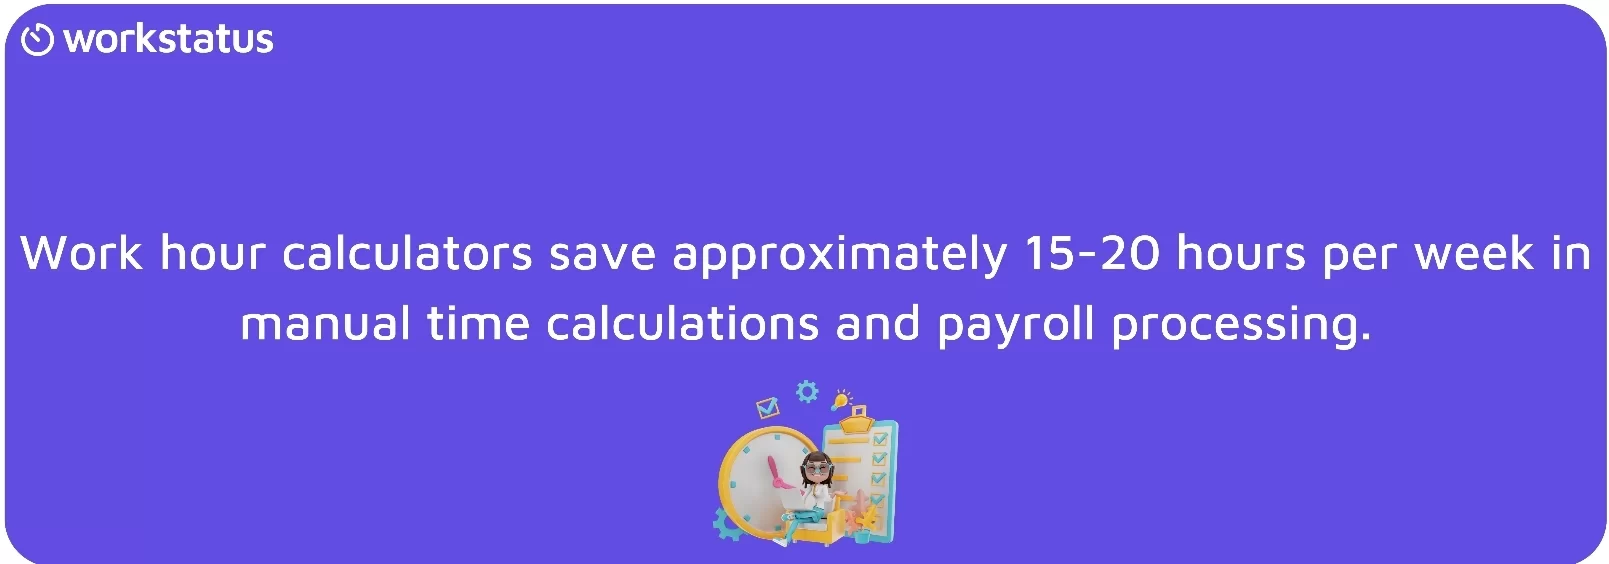 workstatus
Work hour calculators save approximately 15-20 hours per week in
manual time calculations and payroll processing.